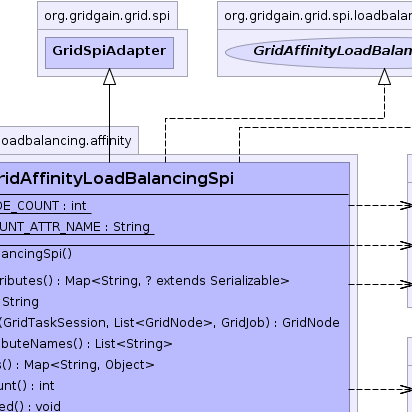 org.gridgain.grid.spi
org.gridgain.grid.spi.loadbala
GridSpiAdapter
GridAffinityLoadBalan
oadbalancing.affinity
ridAffinityLoadBalancingSpi
DE_COUNT : int
UNT_ATTR_NAME : String
ancingSpi()
ributes() : Map<String, ? extends Serializable>
String
(GridTaskSession, List<GridNode>, GridJob) : GridNode
buteNames() : List<String>
s() : Map<String, Object>
unt() : int
ed() : void